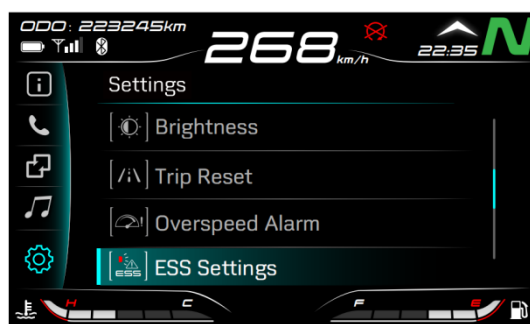 ODO: 223245km
268 km/h
22:35 N
Settings
Brightness
Trip Reset
Overspeed Alarm
ESS ESS Settings
H C F E